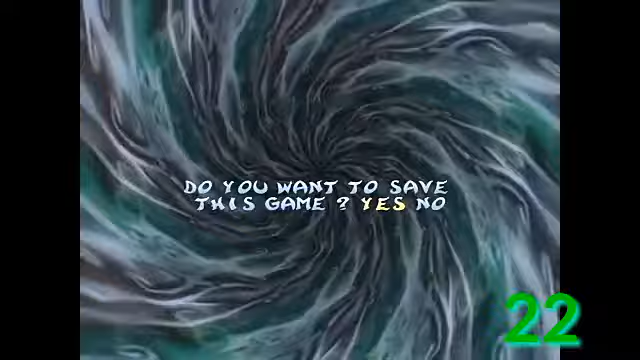 DO YOU WANT TO SAVE
THIS GAME ? YES NO
22